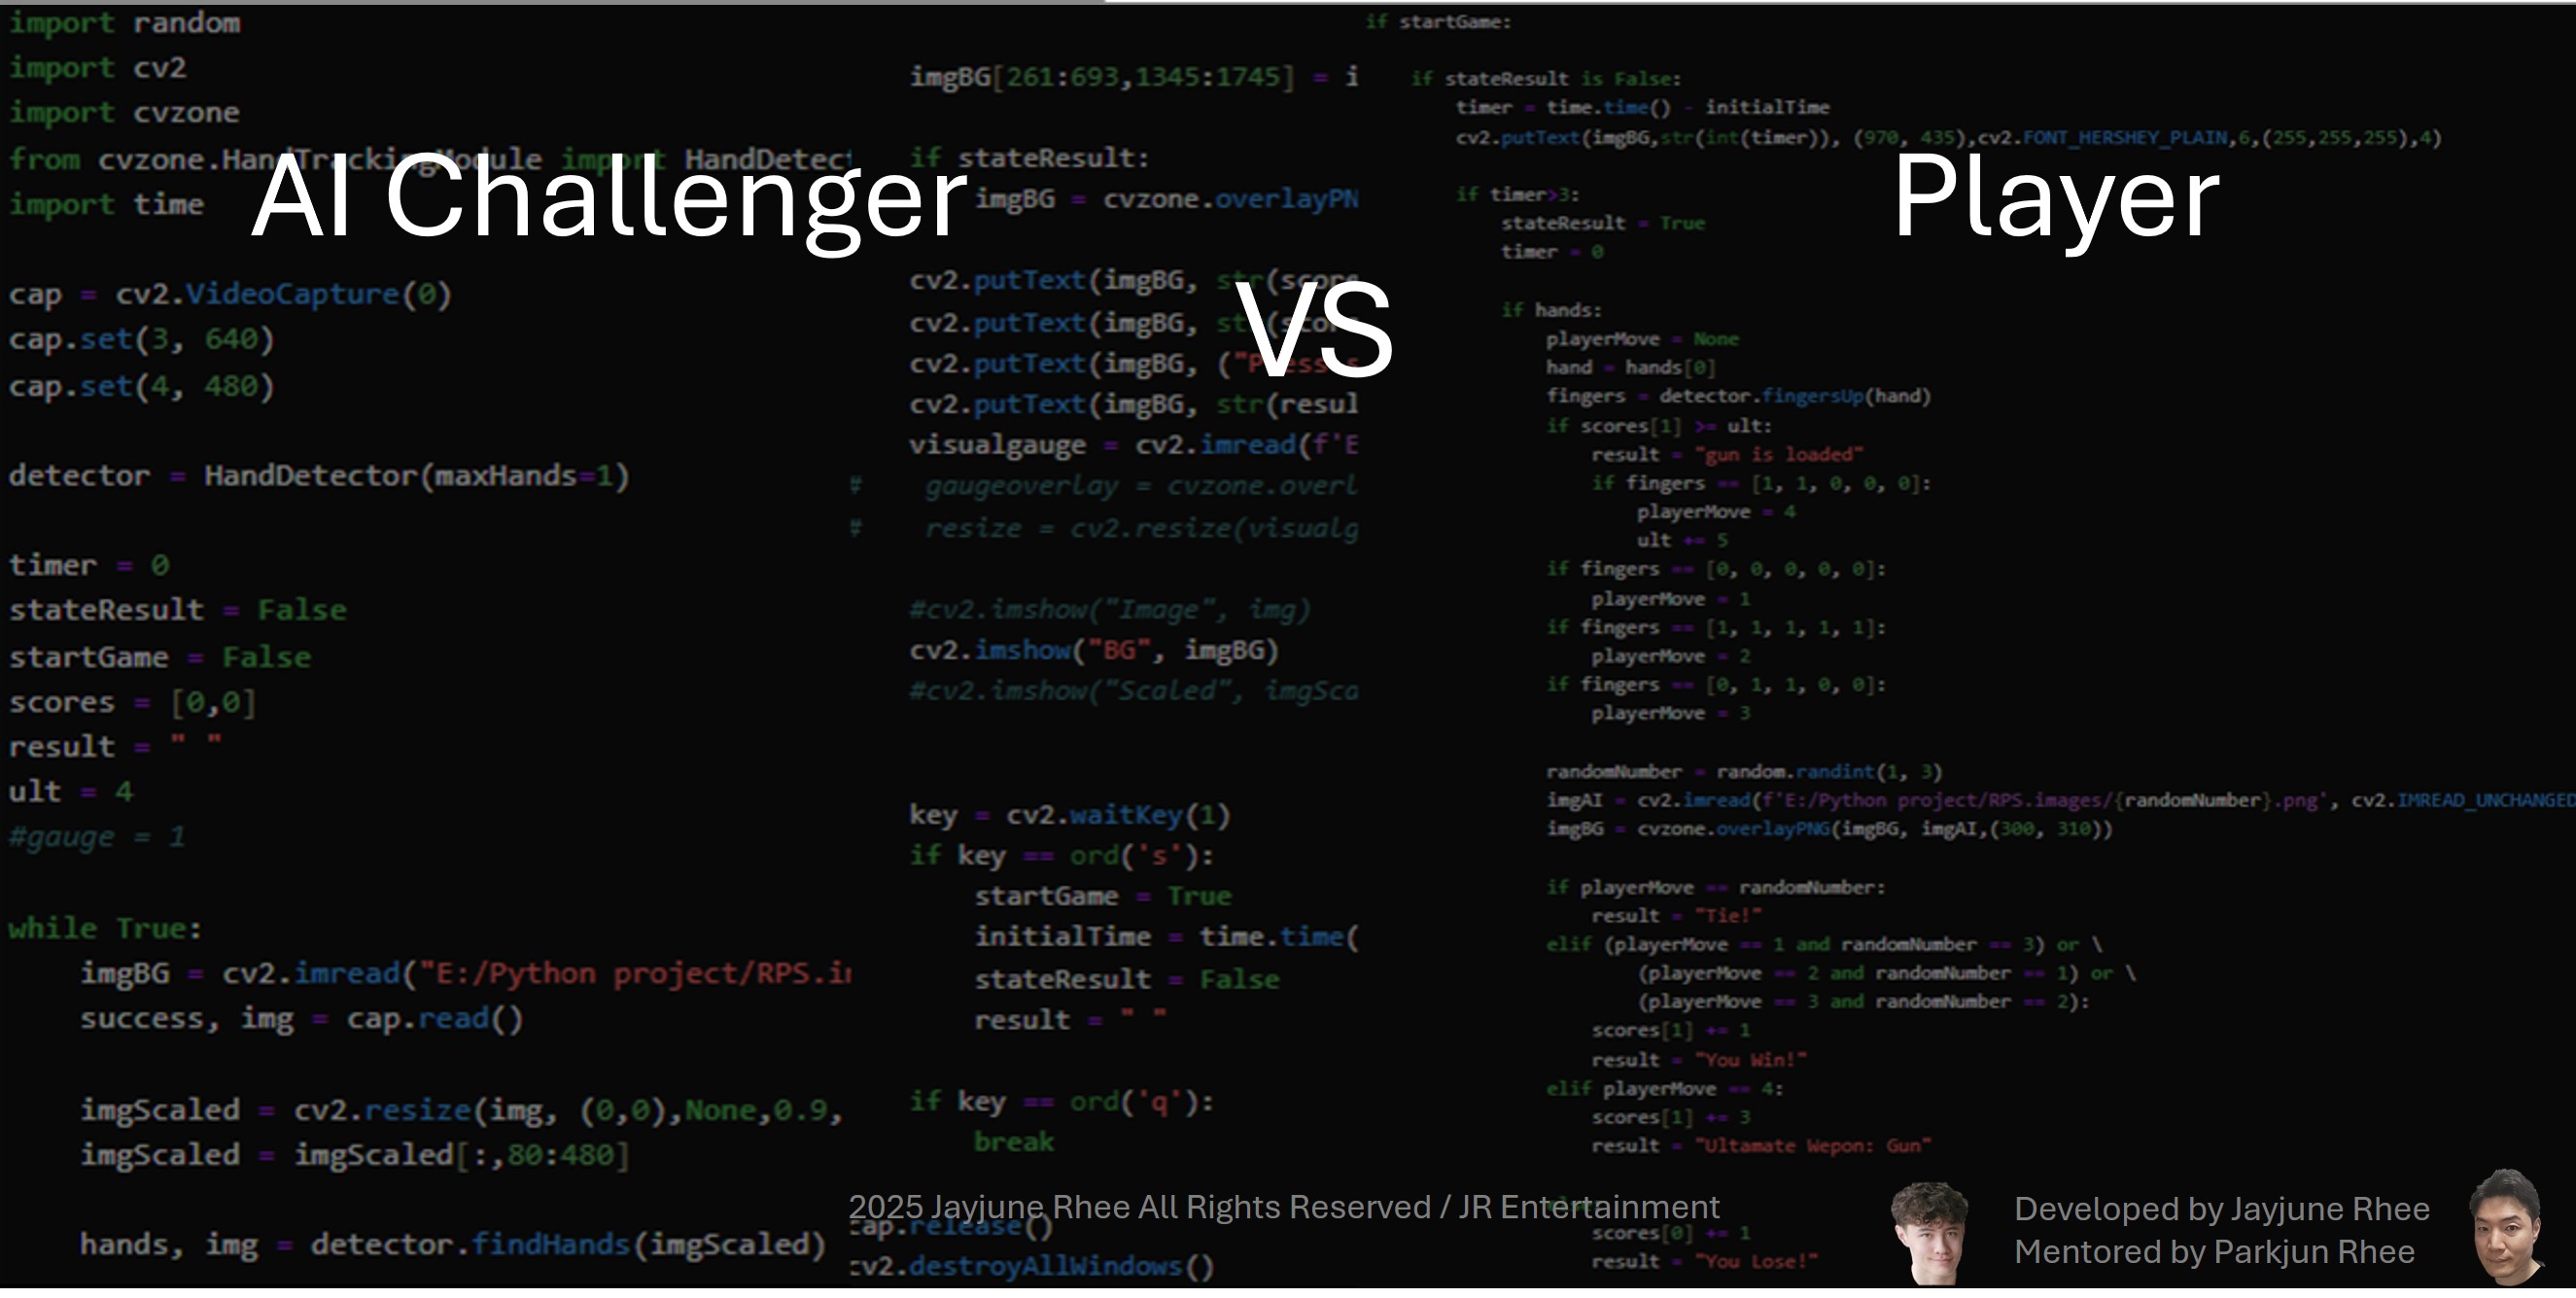 import random
import cv2
import cvzone
from cvzone.HandTrackingModule import HandDetect
import time
cap = cv2.VideoCapture(0)
cap.set(3, 640)
cap.set(4, 480)
detector = HandDetector(maxHands=1)
timer = 0
stateResult = False
startGame = False
scores = [0,0]
result = " "
ult = 4
#gauge = 1
while True:
imgBG = cv2.imread("E:/Python project/RPS.i
success, img = cap.read()
imgScaled = cv2.resize(img, (0,0),None,0.9,
imgScaled = imgScaled[:,80:480]
hands, img = detector.findHands(imgScaled)
AI Challenger
VS
Player
imgBG[261:693,1345:1745] = i
if stateResult:
imgBG = cvzone.overlayPN
cv2.putText(imgBG, str(score
cv2.putText(imgBG, str(scor
cv2.putText(imgBG, ("Press s
cv2.putText(imgBG, str(resul
visualgauge = cv2.imread(f'E
# gaugeoverlay = cvzone.overl
# resize = cv2.resize(visualg
#cv2.imshow("Image", img)
cv2.imshow("BG", imgBG)
#cv2.imshow("Scaled", imgSca
key = cv2.waitKey(1)
if key == ord('s'):
startGame = True
initialTime = time.time(
stateResult = False
result = " "
if key == ord('q'):
break
cap.release()
cv2.destroyAllWindows()
if startGame:
if stateResult is False:
timer = time.time() - initialTime
cv2.putText(imgBG,str(int(timer)), (970, 435),cv2.FONT_HERSHEY_PLAIN,6,(255,255,255),4)
if timer>3:
stateResult = True
timer = 0
if hands:
playerMove = None
hand = hands[0]
fingers = detector.fingersUp(hand)
if scores[1] >= ult:
result = "gun is loaded"
if fingers == [1, 1, 0, 0, 0]:
playerMove = 4
ult += 5
if fingers == [0, 0, 0, 0, 0]:
playerMove = 1
if fingers == [1, 1, 1, 1, 1]:
playerMove = 2
if fingers == [0, 1, 1, 0, 0]:
playerMove = 3
randomNumber = random.randint(1, 3)
imgAI = cv2.imread(f'E:/Python project/RPS.images/{randomNumber}.png', cv2.IMREAD_UNCHANGED
imgBG = cvzone.overlayPNG(imgBG, imgAI,(300, 310))
if playerMove == randomNumber:
result = "Tie!"
elif (playerMove == 1 and randomNumber == 3) or \
(playerMove == 2 and randomNumber == 1) or \
(playerMove == 3 and randomNumber == 2):
scores[1] += 1
result = "You Win!"
elif playerMove == 4:
scores[1] += 3
result = "Ultamate Wepon: Gun"
scores[0] += 1
result = "You Lose!"
2025 Jayjune Rhee All Rights Reserved / JR Entertainment
Developed by Jayjune Rhee
Mentored by Parkjun Rhee